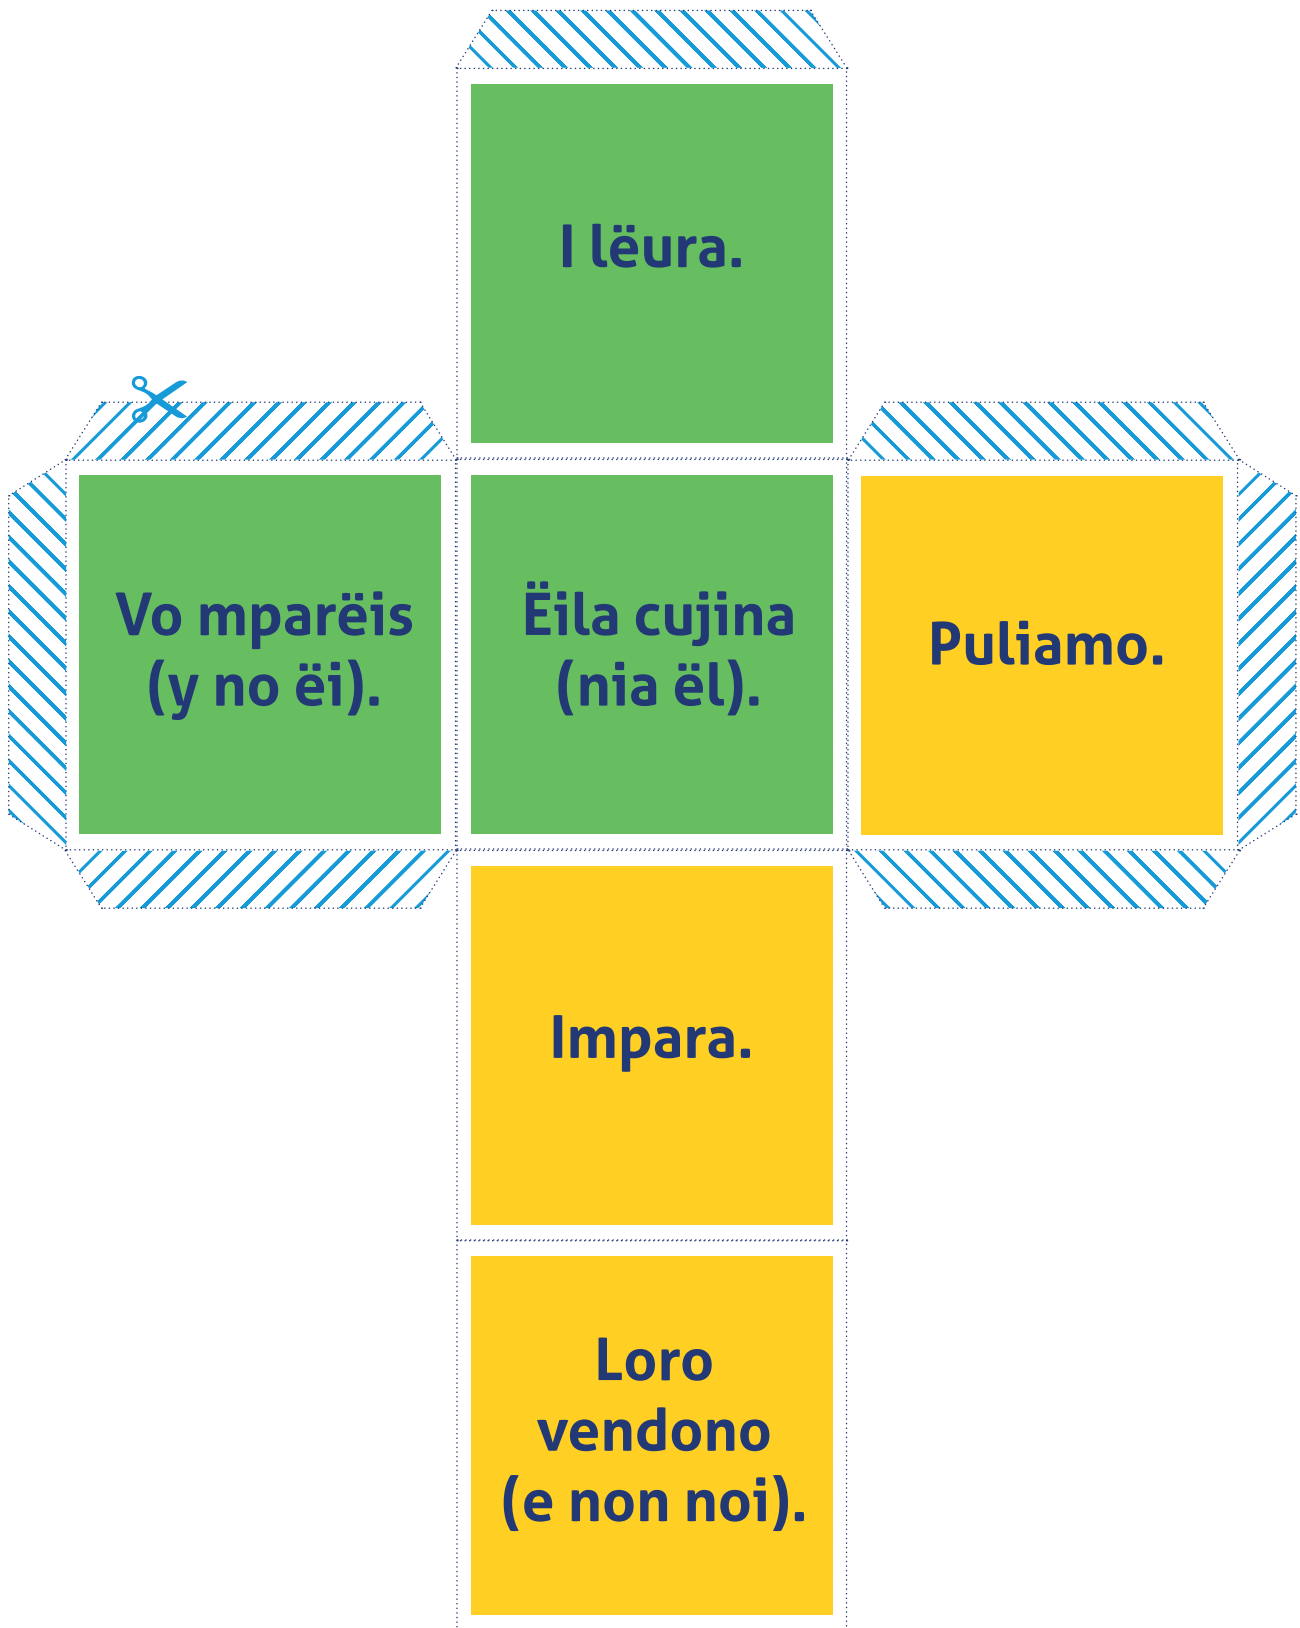 I lëura.
Vo mparëis
(y no ëi).
Ëila cujina
(nia ël).
Puliamo.
Impara.
Loro
vendono
(e non noi).